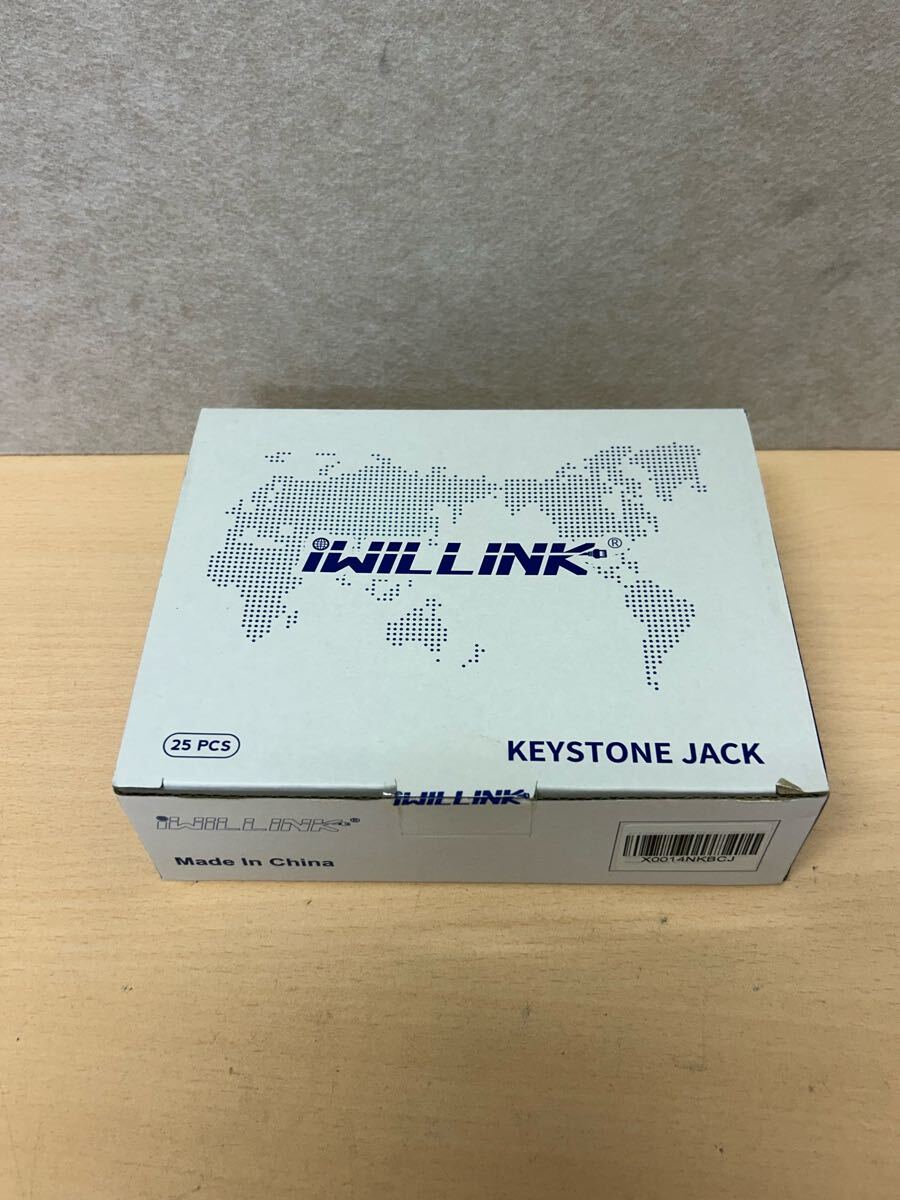 iWILLINK®
25 PCS
KEYSTONE JACK
iWILLINK
iWILLINK®
Made In China
X0014NKBCJ